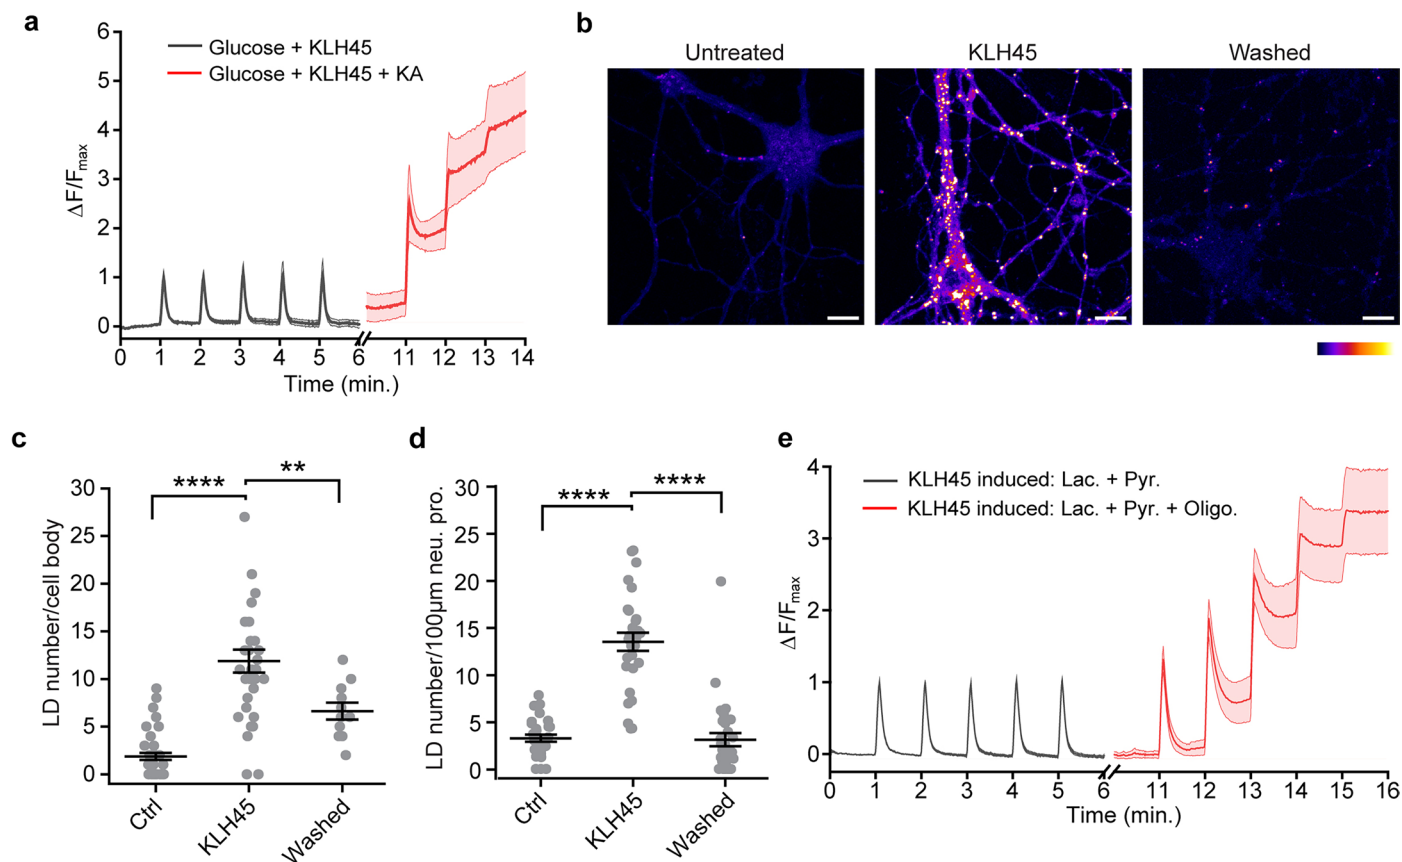 a
6
5
4
3
2
1
0
ΔF/Fmax
Glucose + KLH45
Glucose + KLH45 + KA
0 1 2 3 4 5 6 11 12 13 14
Time (min.)
b
Untreated KLH45 Washed
c
30
25
20
15
10
5
0
LD number/cell body
**** **
Ctrl KLH45 Washed
d
30
25
20
15
10
5
0
LD number/100μm neu. pro.
**** ****
Ctrl KLH45 Washed
e
4
3
2
1
0
ΔF/Fmax
KLH45 induced: Lac. + Pyr.
KLH45 induced: Lac. + Pyr. + Oligo.
0 1 2 3 4 5 6 11 12 13 14 15 16
Time (min.)